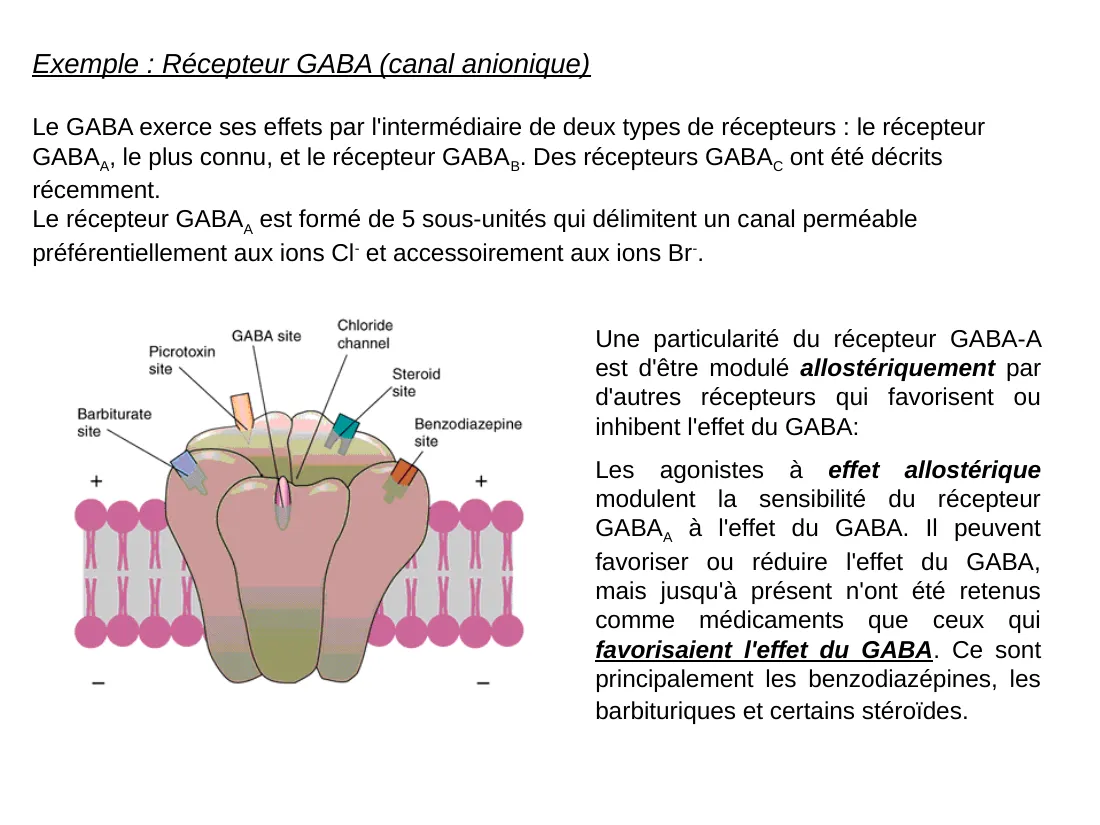 Exemple : Récepteur GABA (canal anionique)
Le GABA exerce ses effets par l'intermédiaire de deux types de récepteurs : le récepteur
GABAA, le plus connu, et le récepteur GABAB. Des récepteurs GABAC ont été décrits
récemment.
Le récepteur GABAA est formé de 5 sous-unités qui délimitent un canal perméable
préférentiellement aux ions Cl- et accessoirement aux ions Br-.
Chloride
channel
GABA site
Picrotoxin
site
Steroid
site
Barbiturate
site
Benzodiazepine
site
+ +
– –
Une particularité du récepteur GABA-A
est d'être modulé allostériquement par
d'autres récepteurs qui favorisent ou
inhibent l'effet du GABA:
Les agonistes à effet allostérique
modulent la sensibilité du récepteur
GABAA à l'effet du GABA. Il peuvent
favoriser ou réduire l'effet du GABA,
mais jusqu'à présent n'ont été retenus
comme médicaments que ceux qui
favorisaient l'effet du GABA. Ce sont
principalement les benzodiazépines, les
barbituriques et certains stéroïdes.